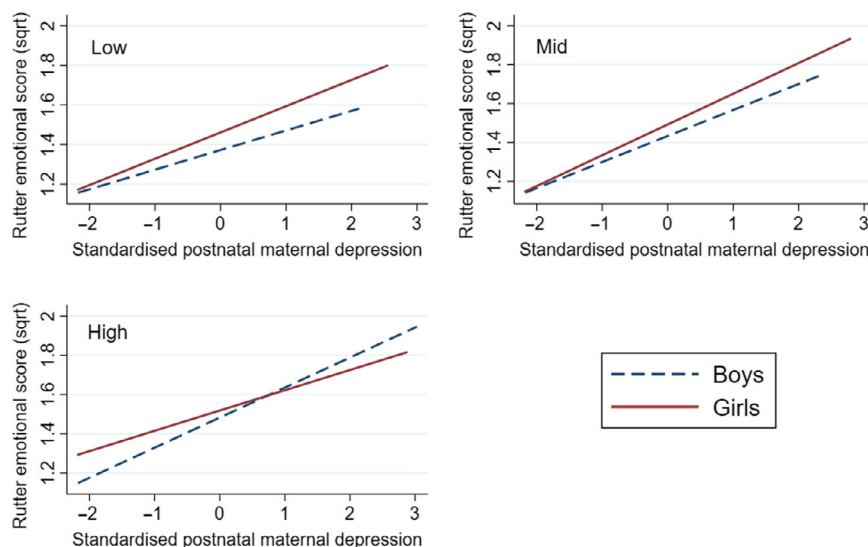 Low
Rutter emotional score (sqrt)
2
1.8
1.6
1.4
1.2
−2 −1 0 1 2 3
Standardised postnatal maternal depression
Mid
Rutter emotional score (sqrt)
2
1.8
1.6
1.4
1.2
−2 −1 0 1 2 3
Standardised postnatal maternal depression
High
Rutter emotional score (sqrt)
2
1.8
1.6
1.4
1.2
−2 −1 0 1 2 3
Standardised postnatal maternal depression
Boys
Girls